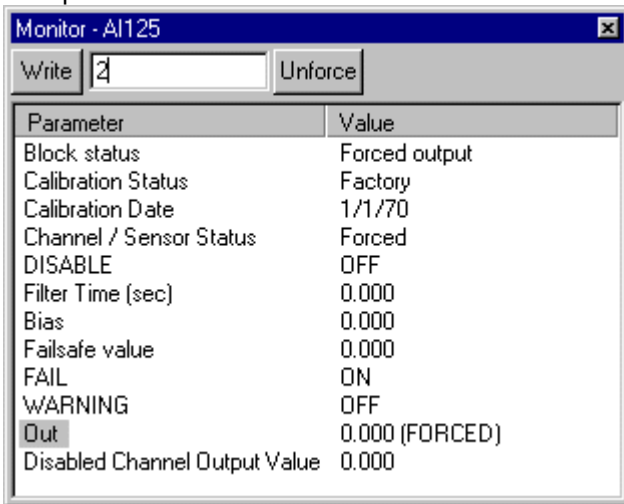 Monitor - AI125
Write 2 Unforce
Parameter Value
Block status Forced output
Calibration Status Factory
Calibration Date 1/1/70
Channel / Sensor Status Forced
DISABLE OFF
Filter Time (sec) 0.000
Bias 0.000
Failsafe value 0.000
FAIL ON
WARNING OFF
Out 0.000 (FORCED)
Disabled Channel Output Value 0.000